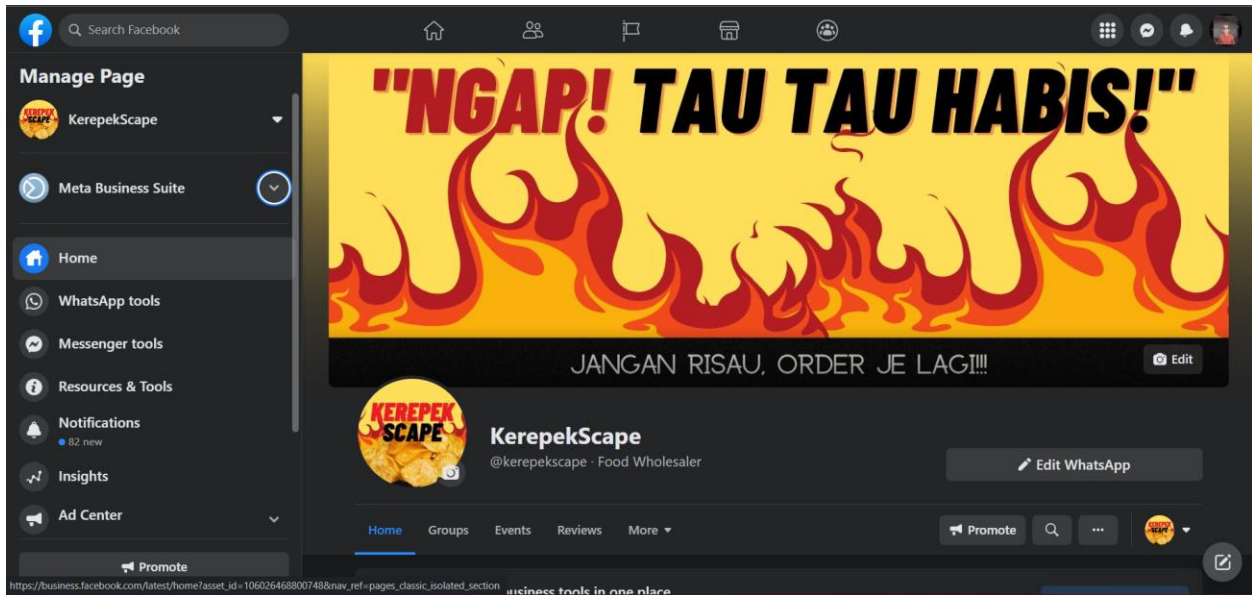 Search Facebook
Manage Page
KEREPEK
SCAPE
KerepekScape
Meta Business Suite
Home
WhatsApp tools
Messenger tools
Resources & Tools
Notifications
82 new
Insights
Ad Center
Promote
https://business.facebook.com/latest/home?asset_id=106026468800748&nav_ref=pages_classic_isolated_section
"NGAP! TAU TAU HABIS!"
JANGAN RISAU, ORDER JE LAGI!!!
Edit
KEREPEK
SCAPE
KerepekScape
@kerepekscape · Food Wholesaler
Edit WhatsApp
Home Groups Events Reviews More
Promote
KEREPEK
SCAPE
business tools in one place